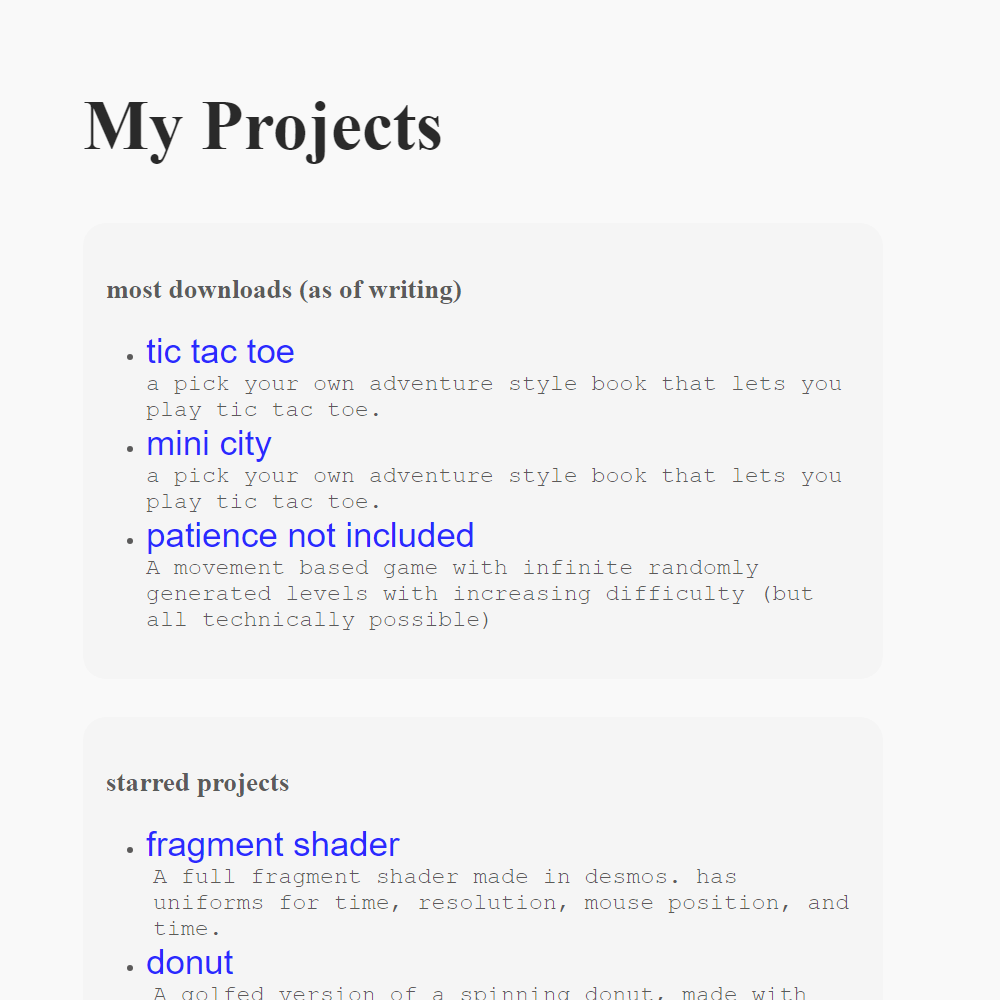 My Projects
most downloads (as of writing)
tic tac toe
a pick your own adventure style book that lets you
play tic tac toe.
mini city
a pick your own adventure style book that lets you
play tic tac toe.
patience not included
A movement based game with infinite randomly
generated levels with increasing difficulty (but
all technically possible)
starred projects
fragment shader
A full fragment shader made in desmos. has
uniforms for time, resolution, mouse position, and
time.
donut
A golfed version of a spinning donut, made with